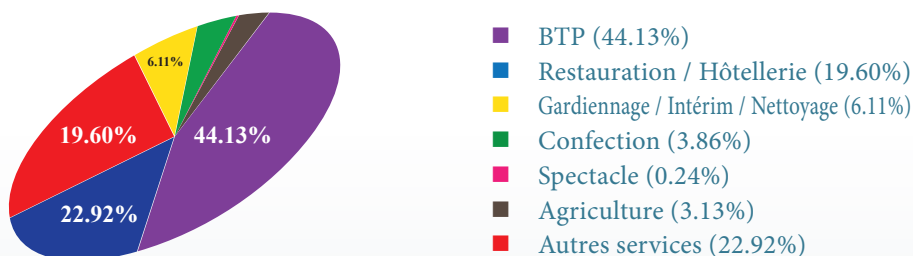 6.11%
19.60%
44.13%
22.92%
BTP (44.13%)
Restauration / Hôtellerie (19.60%)
Gardiennage / Intérim / Nettoyage (6.11%)
Confection (3.86%)
Spectacle (0.24%)
Agriculture (3.13%)
Autres services (22.92%)